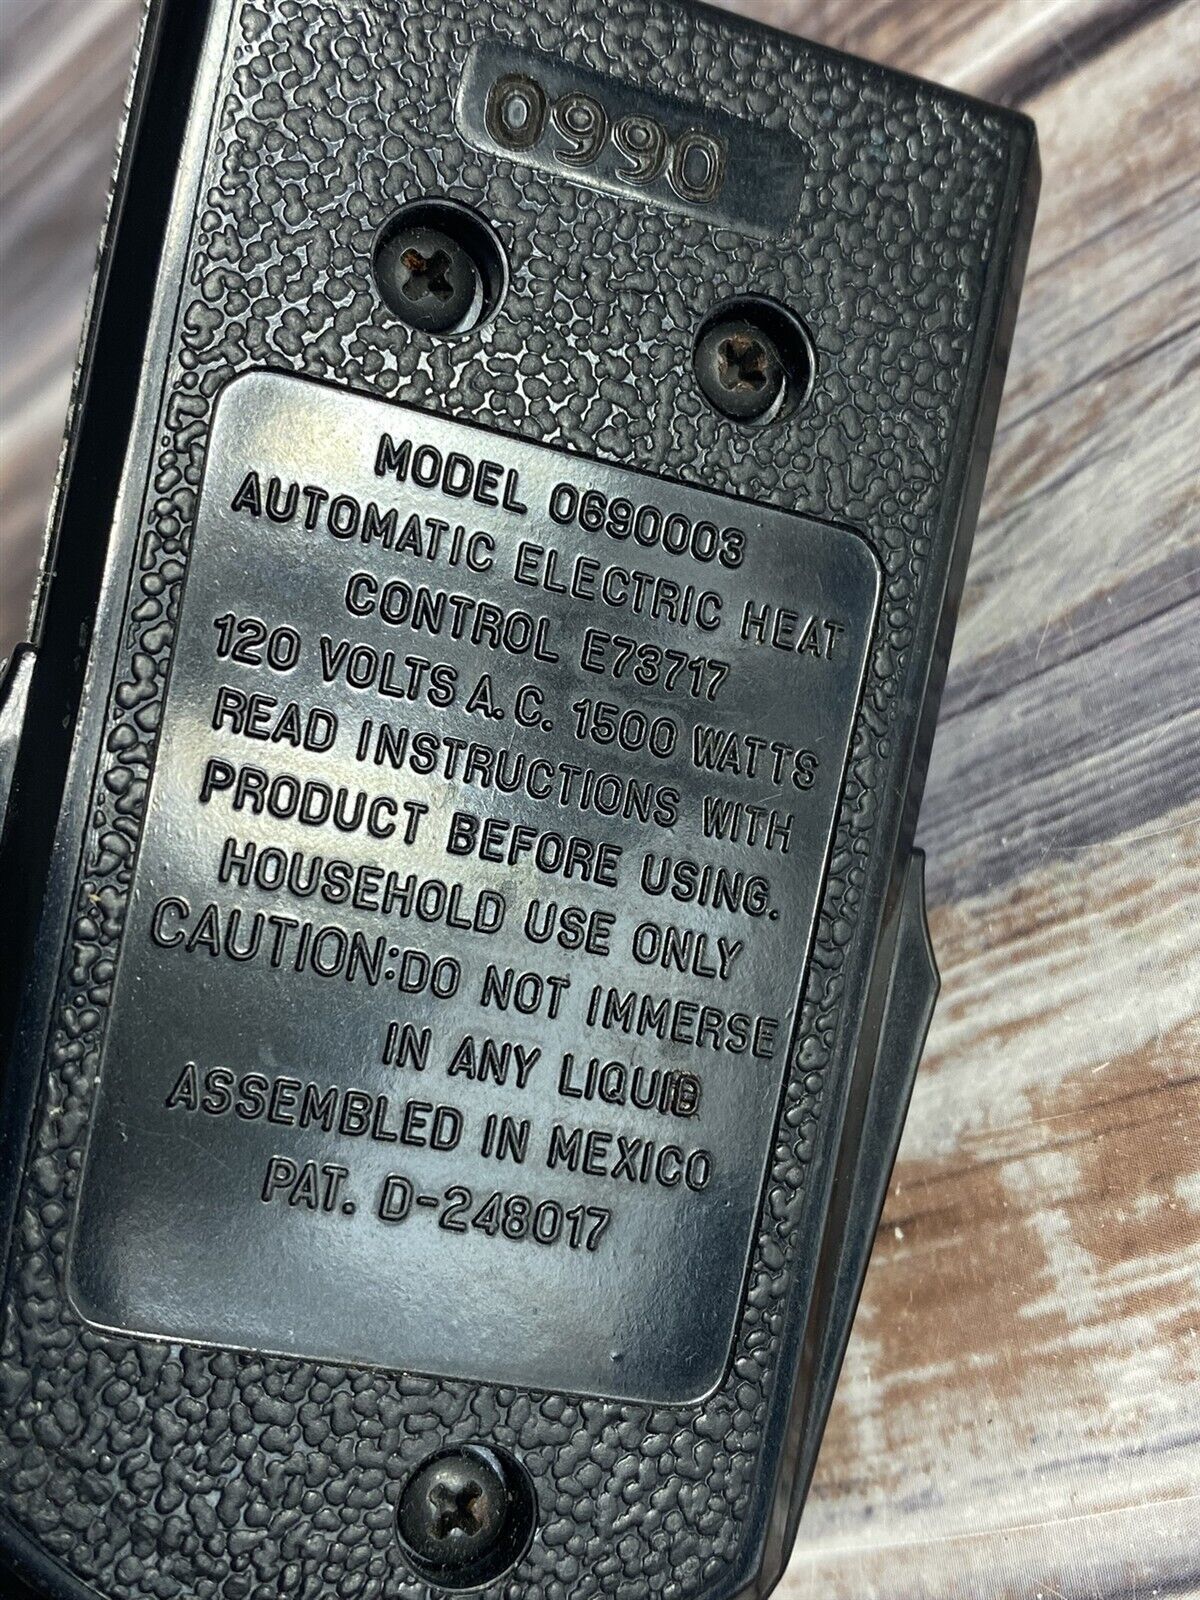 0990
MODEL 0690003
AUTOMATIC ELECTRIC HEAT
CONTROL E73717
120 VOLTS A.C. 1500 WATTS
READ INSTRUCTIONS WITH
PRODUCT BEFORE USING.
HOUSEHOLD USE ONLY
CAUTION:DO NOT IMMERSE
IN ANY LIQUID
ASSEMBLED IN MEXICO
PAT. D-248017